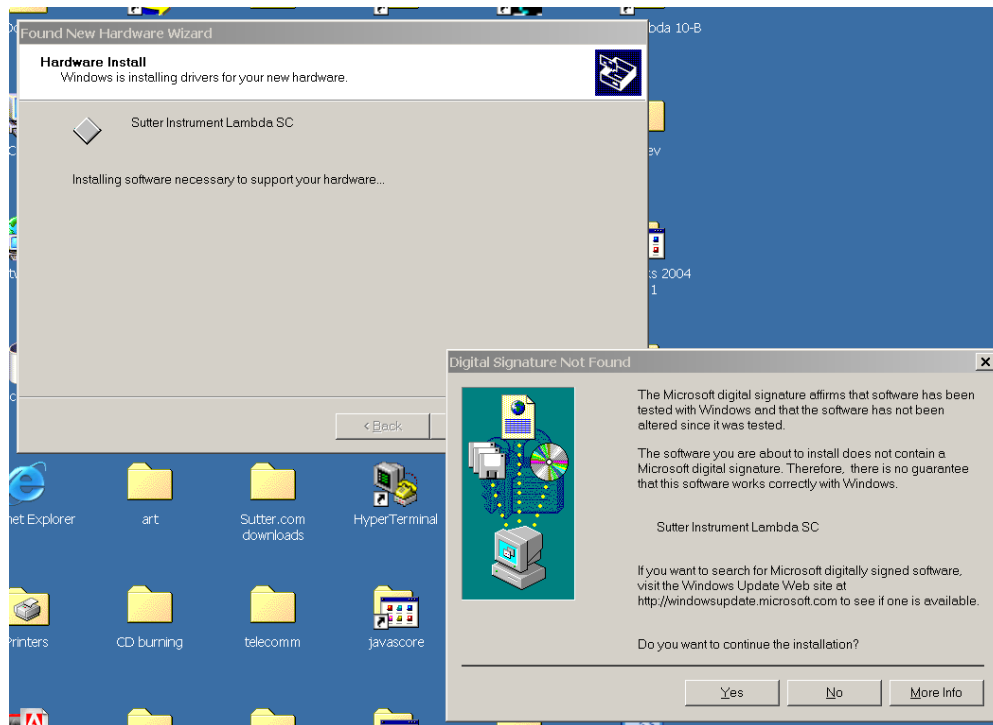 bda 10-B
Found New Hardware Wizard
Hardware Install
Windows is installing drivers for your new hardware.
Sutter Instrument Lambda SC
Installing software necessary to support your hardware...
ev
s 2004
1
< Back
Digital Signature Not Found
The Microsoft digital signature affirms that software has been
tested with Windows and that the software has not been
altered since it was tested.
The software you are about to install does not contain a
Microsoft digital signature. Therefore, there is no guarantee
that this software works correctly with Windows.
Sutter Instrument Lambda SC
If you want to search for Microsoft digitally signed software,
visit the Windows Update Web site at
http://windowsupdate.microsoft.com to see if one is available.
Do you want to continue the installation?
Yes
No
More Info
net Explorer
art
Sutter.com
downloads
HyperTerminal
Printers
CD burning
telecomm
javascore